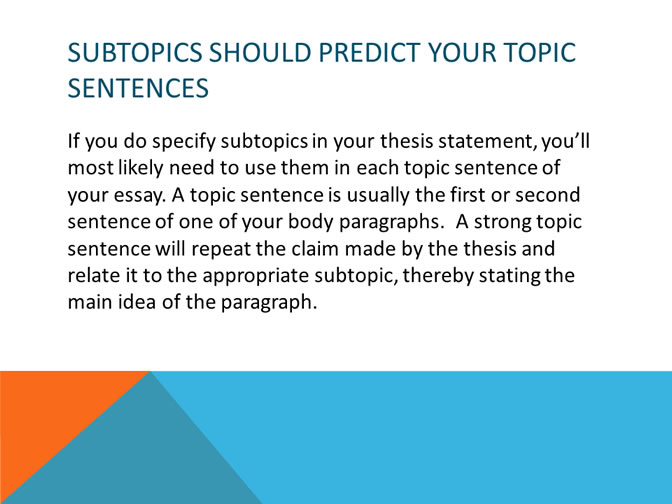 SUBTOPICS SHOULD PREDICT YOUR TOPIC
SENTENCES
If you do specify subtopics in your thesis statement, you'll
most likely need to use them in each topic sentence of
your essay. A topic sentence is usually the first or second
sentence of one of your body paragraphs.  A strong topic
sentence will repeat the claim made by the thesis and
relate it to the appropriate subtopic, thereby stating the
main idea of the paragraph.